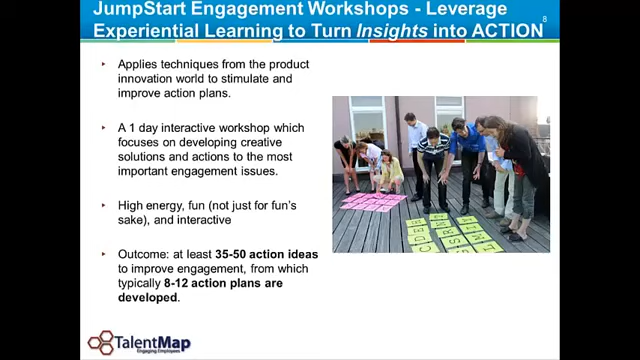 JumpStart Engagement Workshops - Leverage
Experiential Learning to Turn Insights into ACTION
8
Applies techniques from the product
innovation world to stimulate and
improve action plans.
A 1 day interactive workshop which
focuses on developing creative
solutions and actions to the most
important engagement issues.
High energy, fun (not just for fun's
sake), and interactive
Outcome: at least 35-50 action ideas
to improve engagement, from which
typically 8-12 action plans are
developed.
TalentMap
Engaging Employees